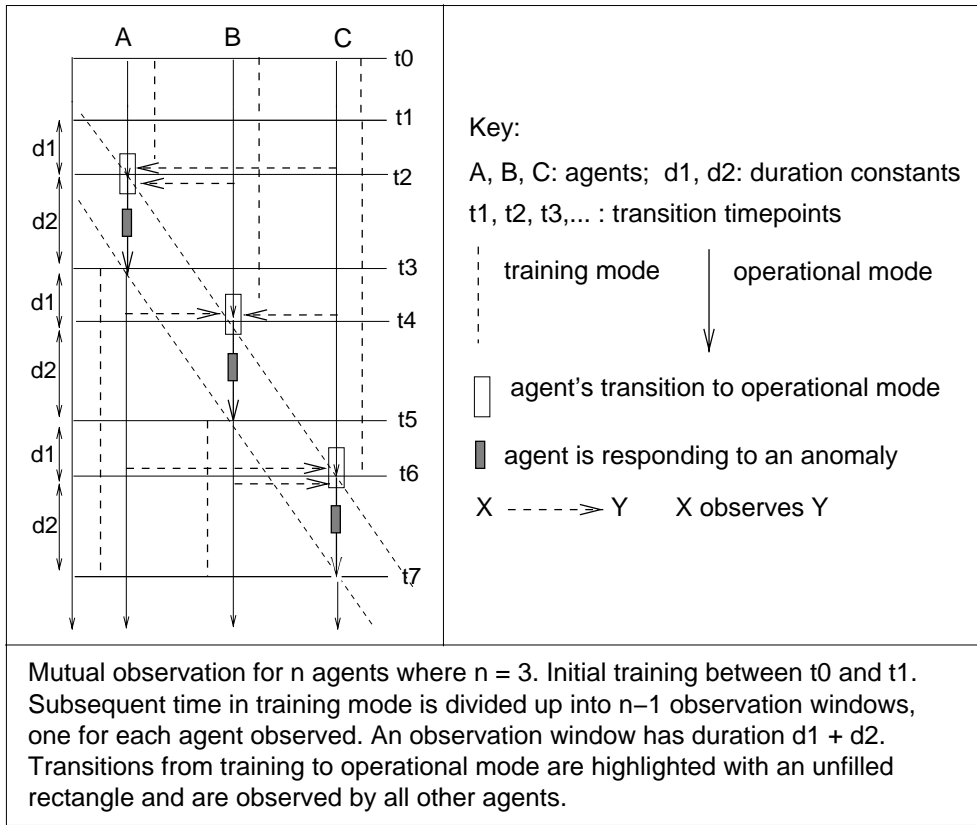 A B C
t0
t1
d1
t2
d2
t3
d1
t4
d2
t5
d1
t6
d2
t7
Key:
A, B, C: agents; d1, d2: duration constants
t1, t2, t3,... : transition timepoints
training mode operational mode
agent's transition to operational mode
agent is responding to an anomaly
X Y X observes Y
Mutual observation for n agents where n = 3. Initial training between t0 and t1.
Subsequent time in training mode is divided up into n−1 observation windows,
one for each agent observed. An observation window has duration d1 + d2.
Transitions from training to operational mode are highlighted with an unfilled
rectangle and are observed by all other agents.